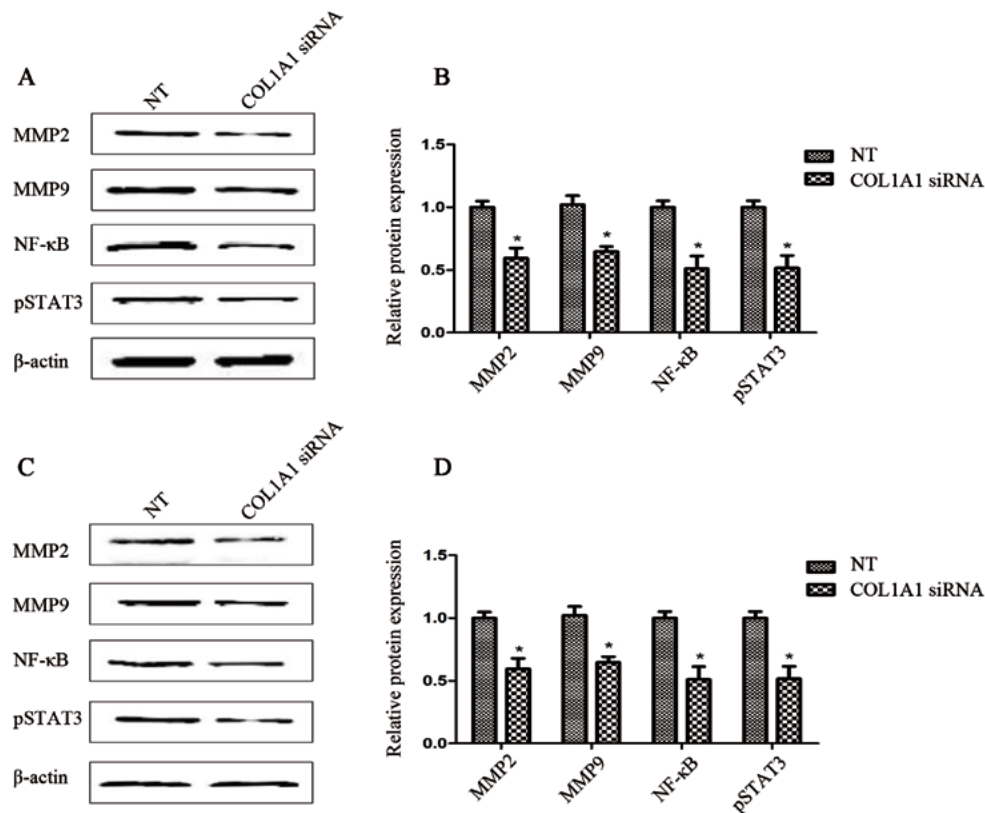 A
NT
COL1A1 siRNA
MMP2
MMP9
NF-κB
pSTAT3
β-actin
B
Relative protein expression
1.5
1.0
0.5
0.0
MMP2
MMP9
NF-κB
pSTAT3
* * * *
NT
COL1A1 siRNA
C
NT
COL1A1 siRNA
MMP2
MMP9
NF-κB
pSTAT3
β-actin
D
Relative protein expression
1.5
1.0
0.5
0.0
MMP2
MMP9
NF-κB
pSTAT3
* * * *
NT
COL1A1 siRNA